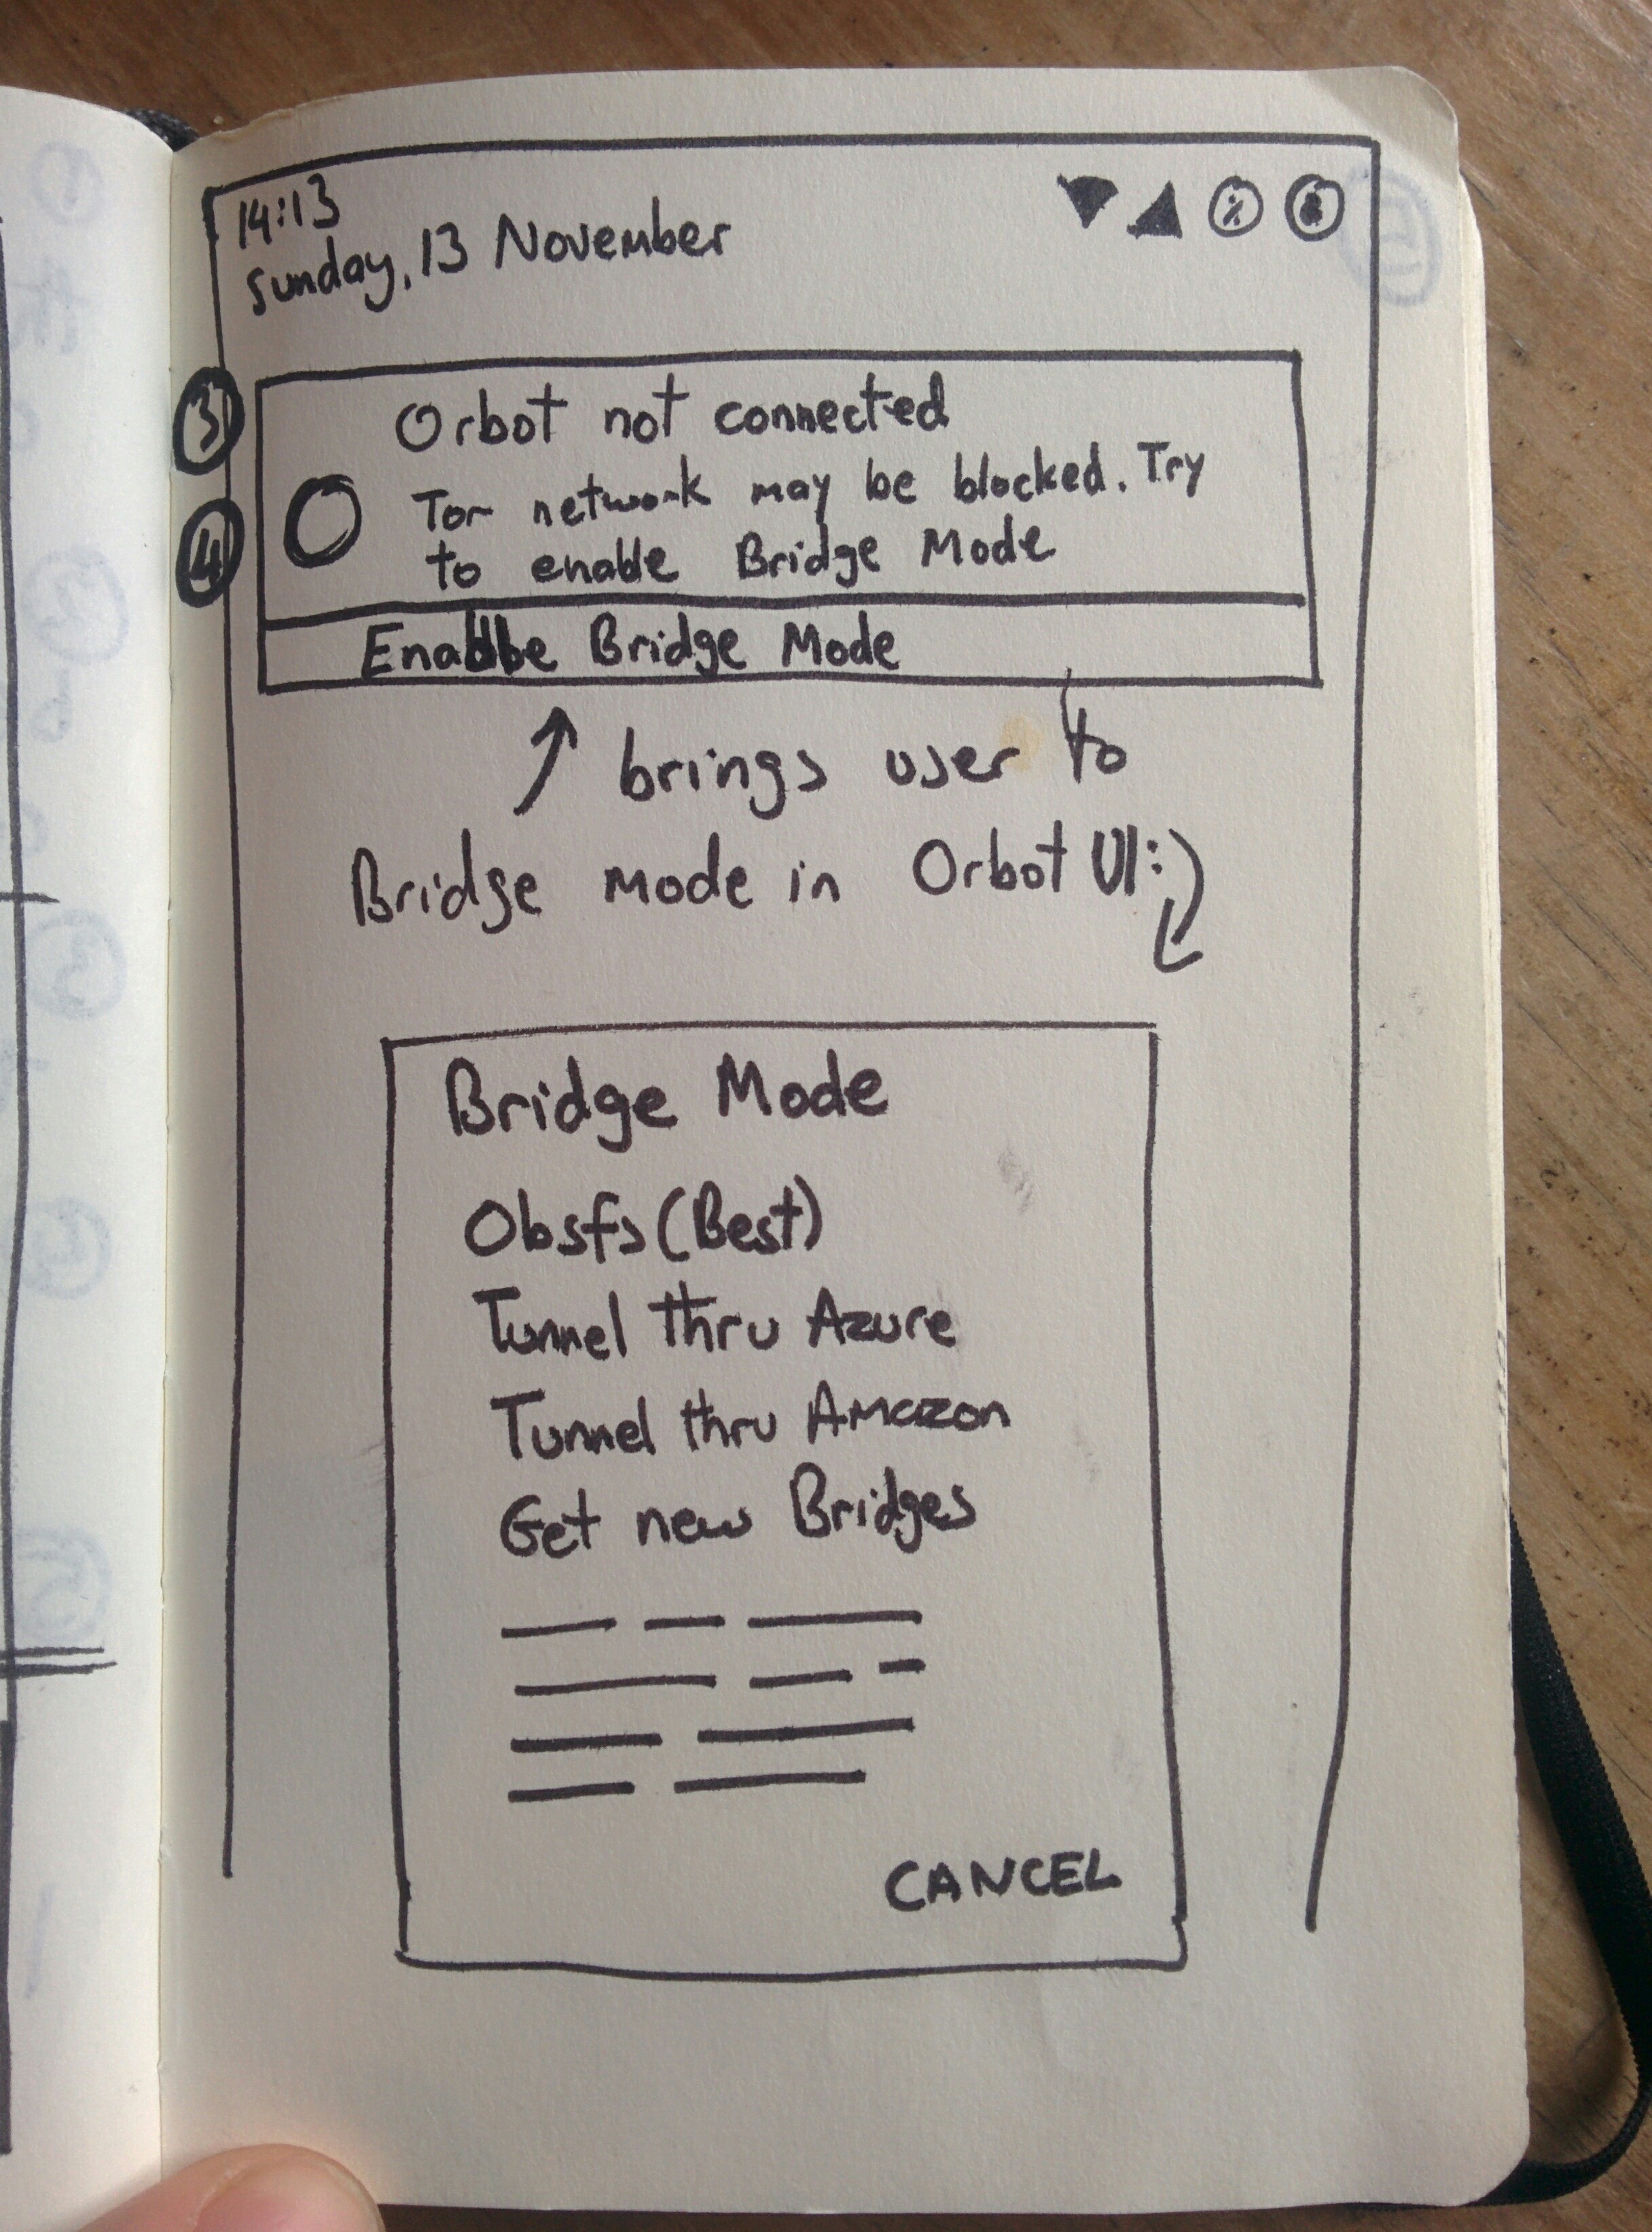 14:13
Sunday, 13 November
3
Orbot not connected
Tor network may be blocked. Try
4
to enable Bridge Mode
Enable Bridge Mode
brings user to
Bridge mode in Orbot UI:
Bridge Mode
Obsfs (Best)
Tunnel thru Azure
Tunnel thru Amazon
Get new Bridges
CANCEL